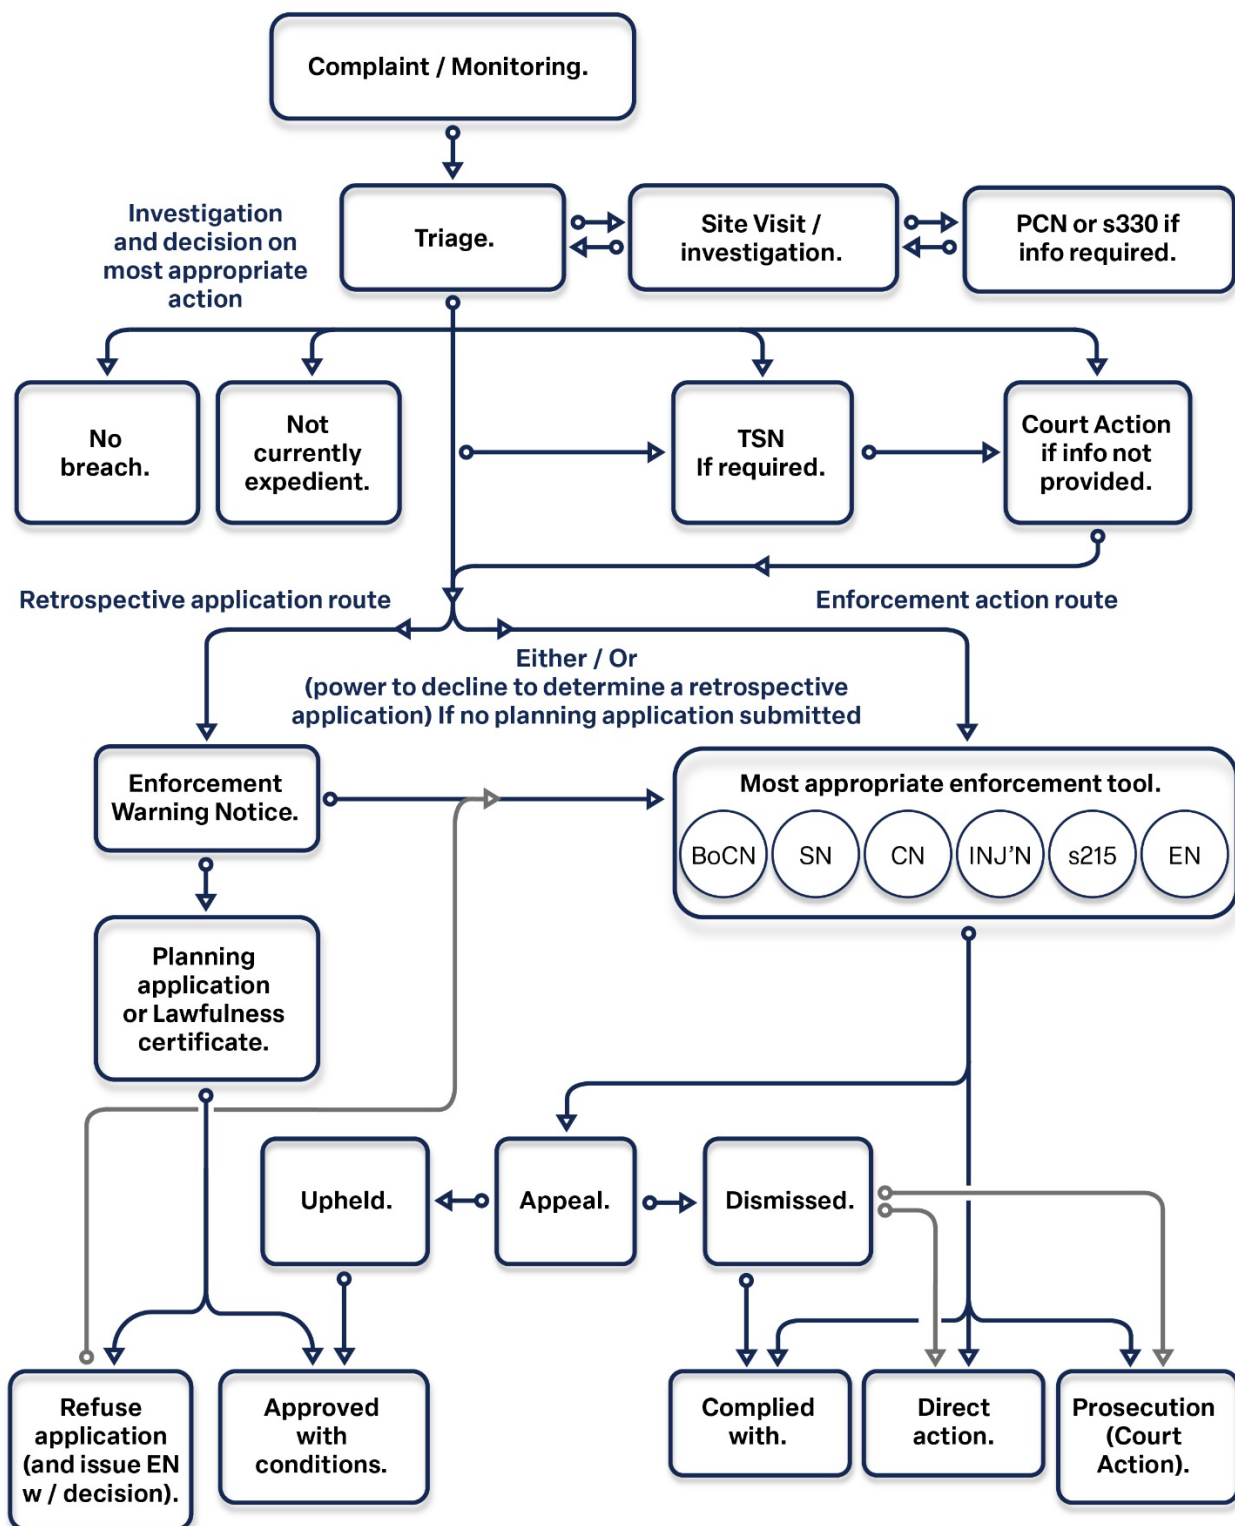 Complaint / Monitoring.
Investigation
and decision on
most appropriate
action
Triage.
Site Visit /
investigation.
PCN or s330 if
info required.
No
breach.
Not
currently
expedient.
TSN
If required.
Court Action
if info not
provided.
Retrospective application route
Enforcement action route
Either / Or
(power to decline to determine a retrospective
application) If no planning application submitted
Enforcement
Warning Notice.
Most appropriate enforcement tool.
BoCN
SN
CN
INJ'N
s215
EN
Planning
application
or Lawfulness
certificate.
Upheld.
Appeal.
Dismissed.
Refuse
application
(and issue EN
w / decision).
Approved
with
conditions.
Complied
with.
Direct
action.
Prosecution
(Court
Action).